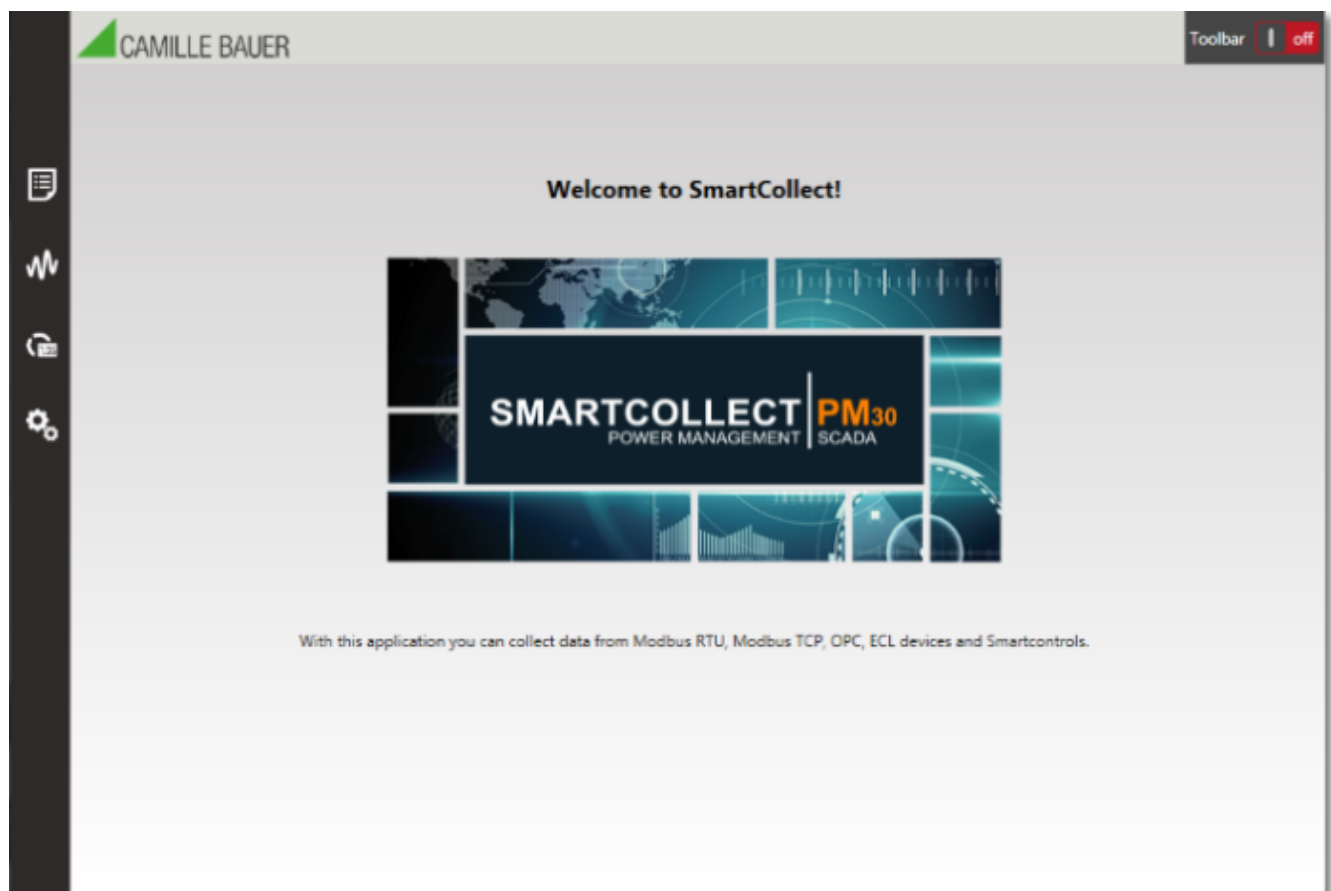 CAMILLE BAUER
Toolbar off
Welcome to SmartCollect!
SMARTCOLLECT PM30
POWER MANAGEMENT SCADA
With this application you can collect data from Modbus RTU, Modbus TCP, OPC, ECL devices and Smartcontrols.